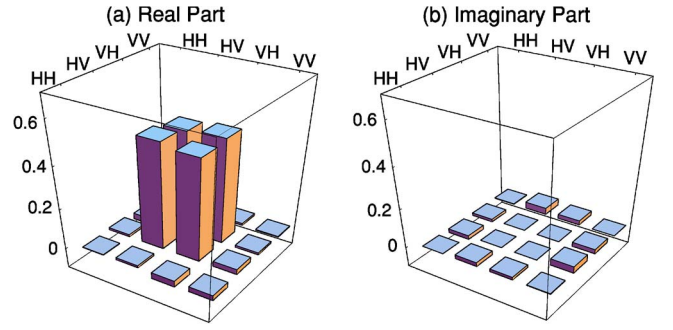 (a) Real Part
HH HV VH VV
HH HV VH VV
0.6
0.4
0.2
0
(b) Imaginary Part
HH HV VH VV
HH HV VH VV
0.6
0.4
0.2
0